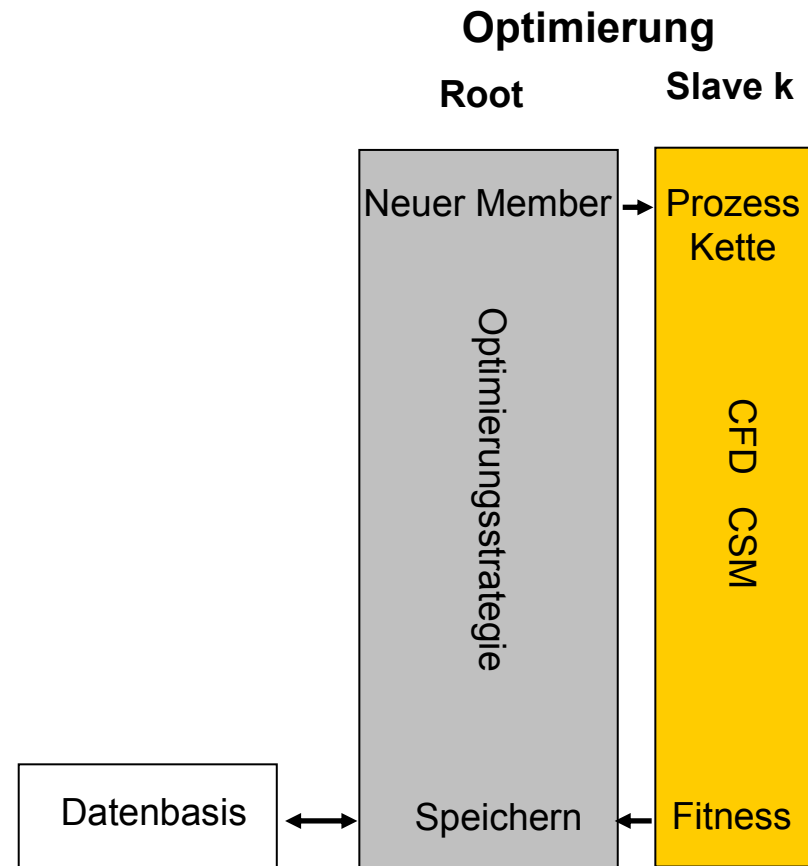 Optimierung
Root
Slave k
Neuer Member
Prozess
Kette
Optimierungsstrategie
CFD CSM
Datenbasis
Speichern
Fitness